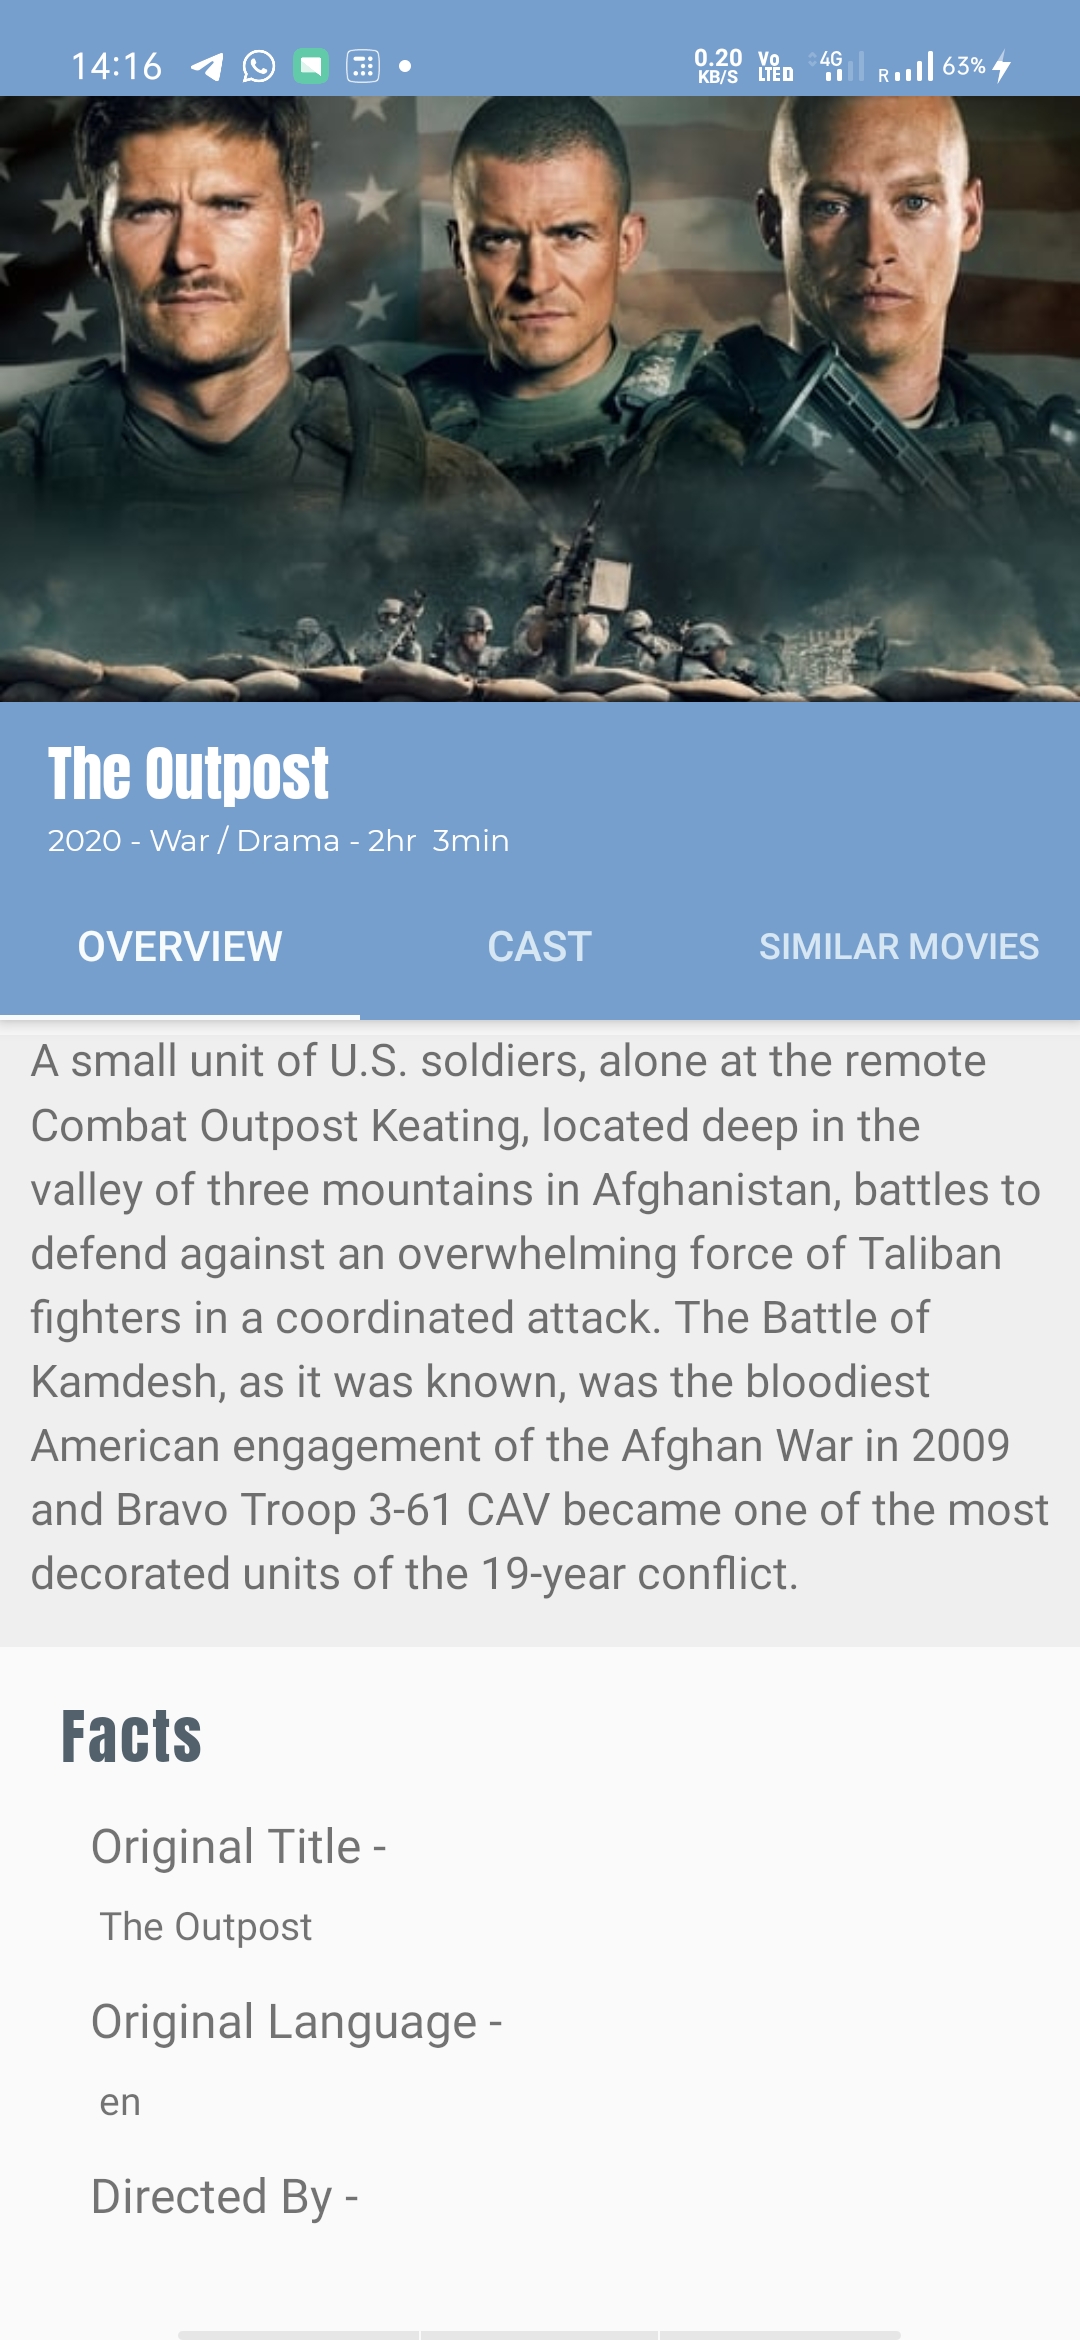 14:16
0.20 KB/S Vo LTED 4G R 63%
The Outpost
2020 - War / Drama - 2hr 3min
OVERVIEW CAST SIMILAR MOVIES
A small unit of U.S. soldiers, alone at the remote
Combat Outpost Keating, located deep in the
valley of three mountains in Afghanistan, battles to
defend against an overwhelming force of Taliban
fighters in a coordinated attack. The Battle of
Kamdesh, as it was known, was the bloodiest
American engagement of the Afghan War in 2009
and Bravo Troop 3-61 CAV became one of the most
decorated units of the 19-year conflict.
Facts
Original Title -
The Outpost
Original Language -
en
Directed By -